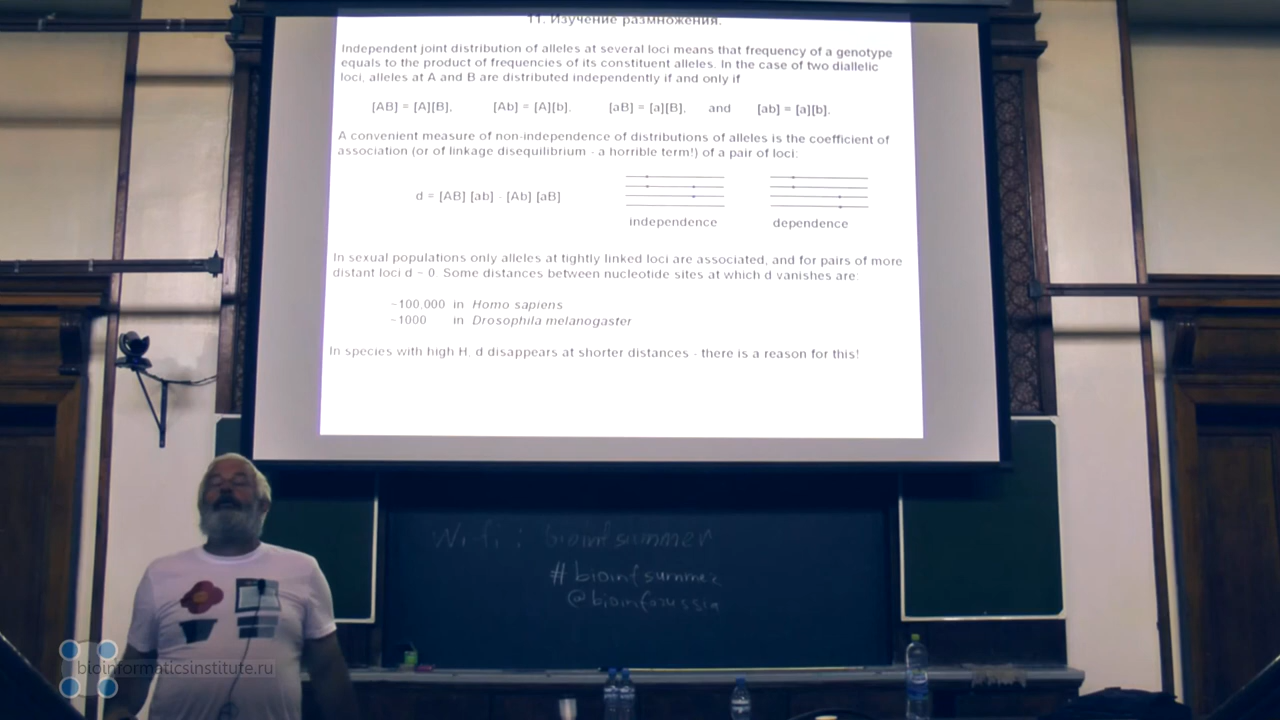 11. Изучение размножения.
Independent joint distribution of alleles at several loci means that frequency of a genotype
equals to the product of frequencies of its constituent alleles. In the case of two diallelic
loci, alleles at A and B are distributed independently if and only if
[AB] = [A][B], [Ab] = [A][b], [aB] = [a][B], and [ab] = [a][b].
A convenient measure of non-independence of distributions of alleles is the coefficient of
association (or of linkage disequilibrium - a horrible term!) of a pair of loci:
d = [AB] [ab] - [Ab] [aB]
independence dependence
In sexual populations only alleles at tightly linked loci are associated, and for pairs of more
distant loci d ~ 0. Some distances between nucleotide sites at which d vanishes are:
~100,000 in Homo sapiens
~1000 in Drosophila melanogaster
In species with high H, d disappears at shorter distances - there is a reason for this!
Wi-fi: bioinfsummer
#bioinfsummer
@bioinforussia
bioinformaticsinstitute.ru